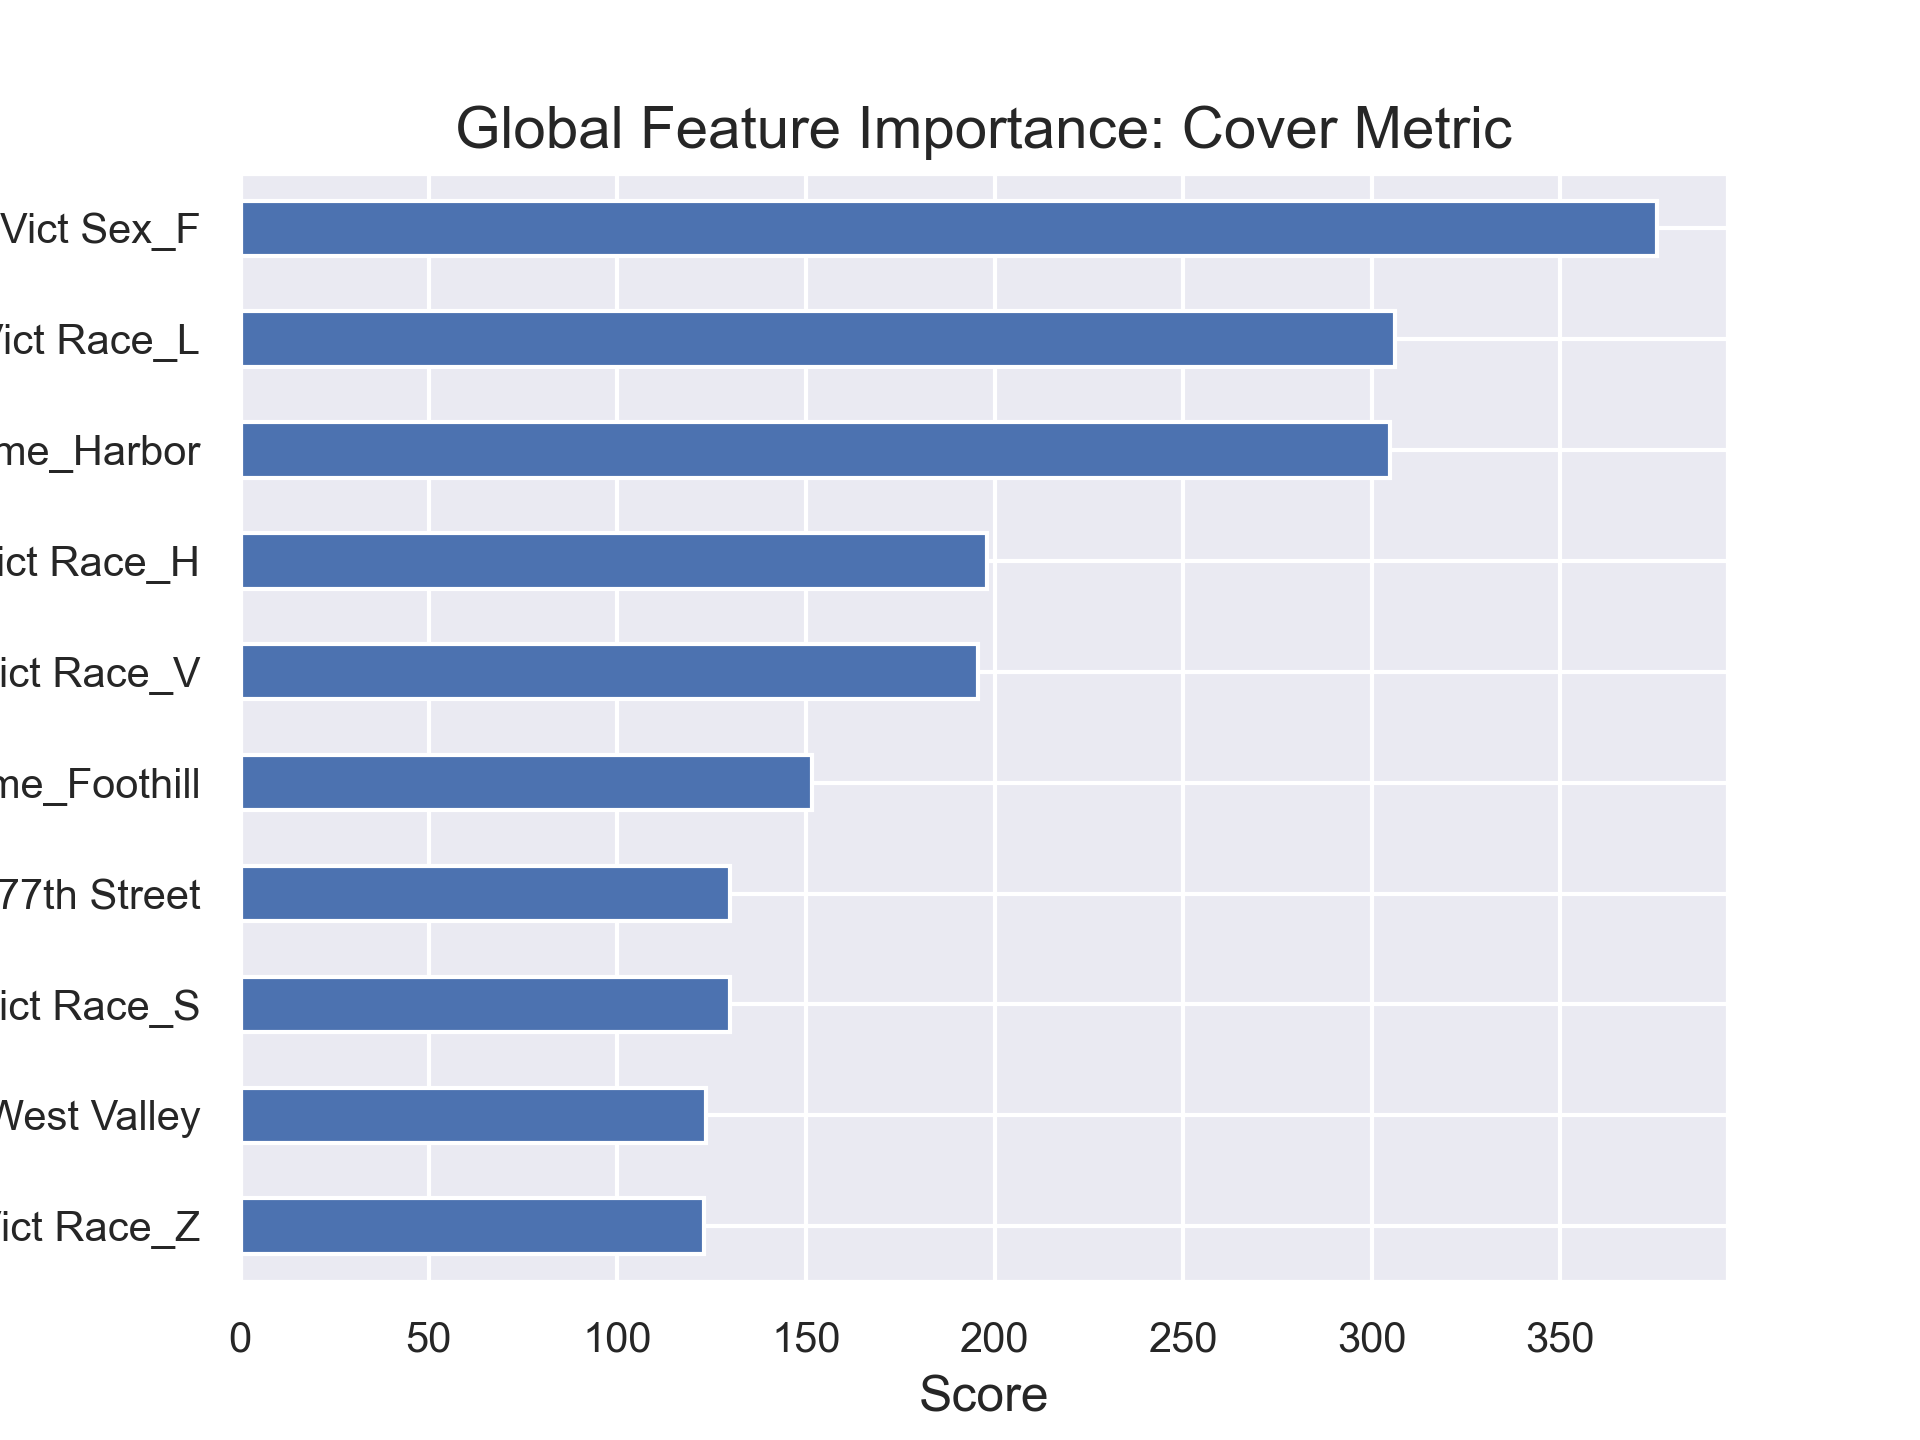 Global Feature Importance: Cover Metric
Vict Sex_F
Vict Race_L
me_Harbor
ict Race_H
ict Race_V
me_Foothill
77th Street
ict Race_S
West Valley
ict Race_Z
0 50 100 150 200 250 300 350
Score